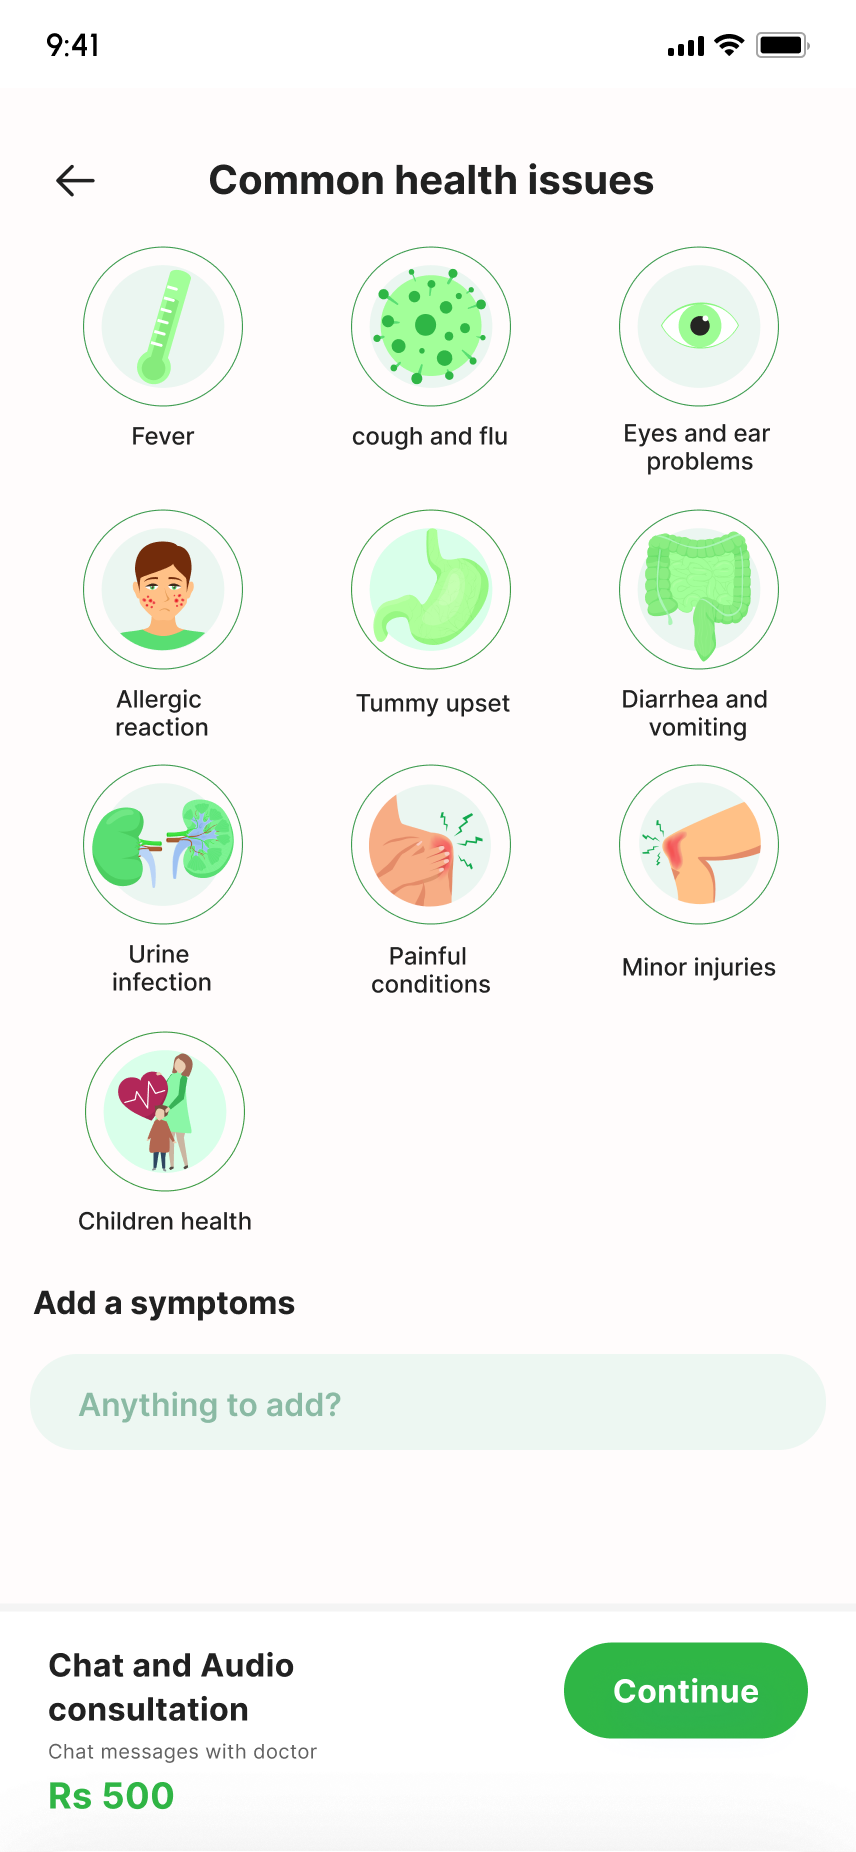 9:41
Common health issues
Fever
cough and flu
Eyes and ear
problems
Allergic
reaction
Tummy upset
Diarrhea and
vomiting
Urine
infection
Painful
conditions
Minor injuries
Children health
Add a symptoms
Anything to add?
Chat and Audio
consultation
Chat messages with doctor
Rs 500
Continue